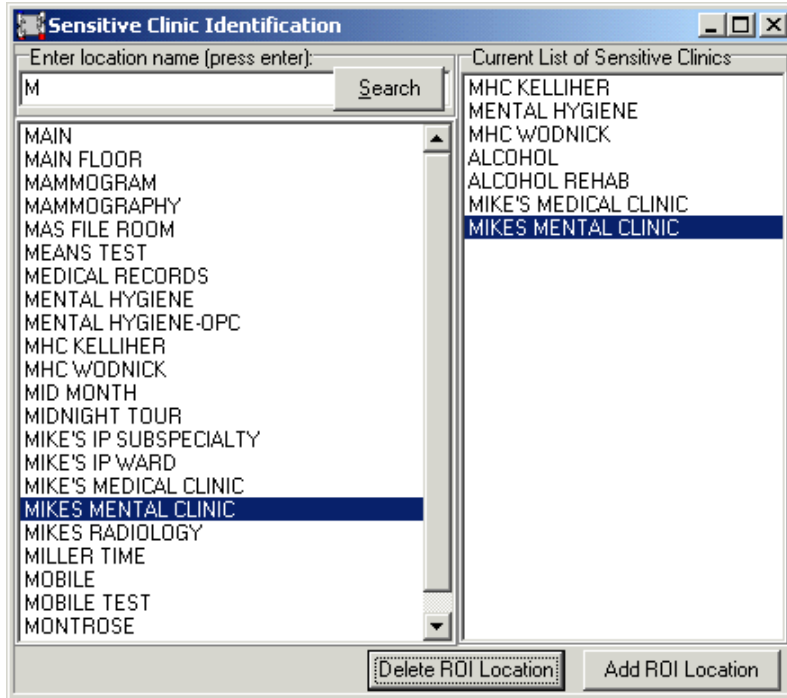 Sensitive Clinic Identification
Enter location name (press enter):
M
Search
MAIN
MAIN FLOOR
MAMMOGRAM
MAMMOGRAPHY
MAS FILE ROOM
MEANS TEST
MEDICAL RECORDS
MENTAL HYGIENE
MENTAL HYGIENE-OPC
MHC KELLIHER
MHC WODNICK
MID MONTH
MIDNIGHT TOUR
MIKE'S IP SUBSPECIALTY
MIKE'S IP WARD
MIKE'S MEDICAL CLINIC
MIKES MENTAL CLINIC
MIKES RADIOLOGY
MILLER TIME
MOBILE
MOBILE TEST
MONTROSE
Current List of Sensitive Clinics
MHC KELLIHER
MENTAL HYGIENE
MHC WODNICK
ALCOHOL
ALCOHOL REHAB
MIKE'S MEDICAL CLINIC
MIKES MENTAL CLINIC
Delete ROI Location
Add ROI Location